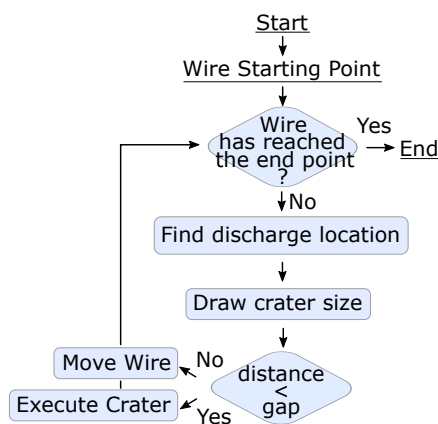 Start
Wire Starting Point
Wire
has reached
the end point
?
Yes
End
No
Find discharge location
Draw crater size
distance
<
gap
No
Move Wire
Yes
Execute Crater